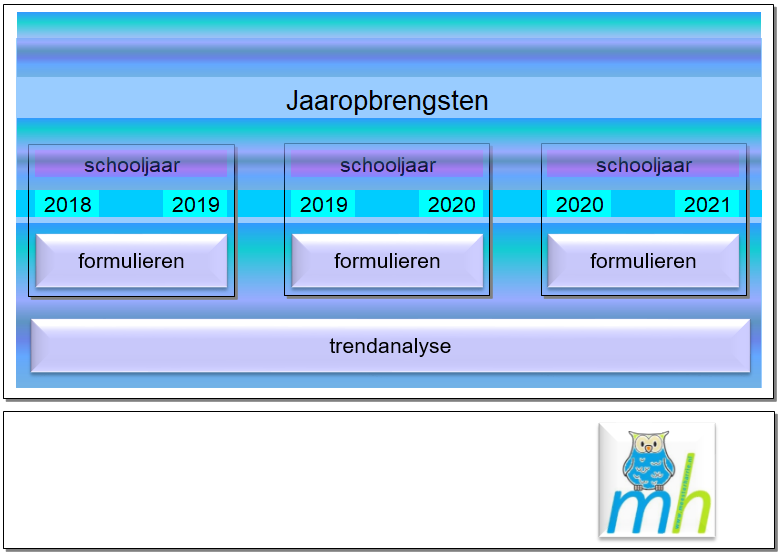 Jaaropbrengsten
schooljaar schooljaar schooljaar
2018 2019 2019 2020 2020 2021
formulieren formulieren formulieren
trendanalyse
mh